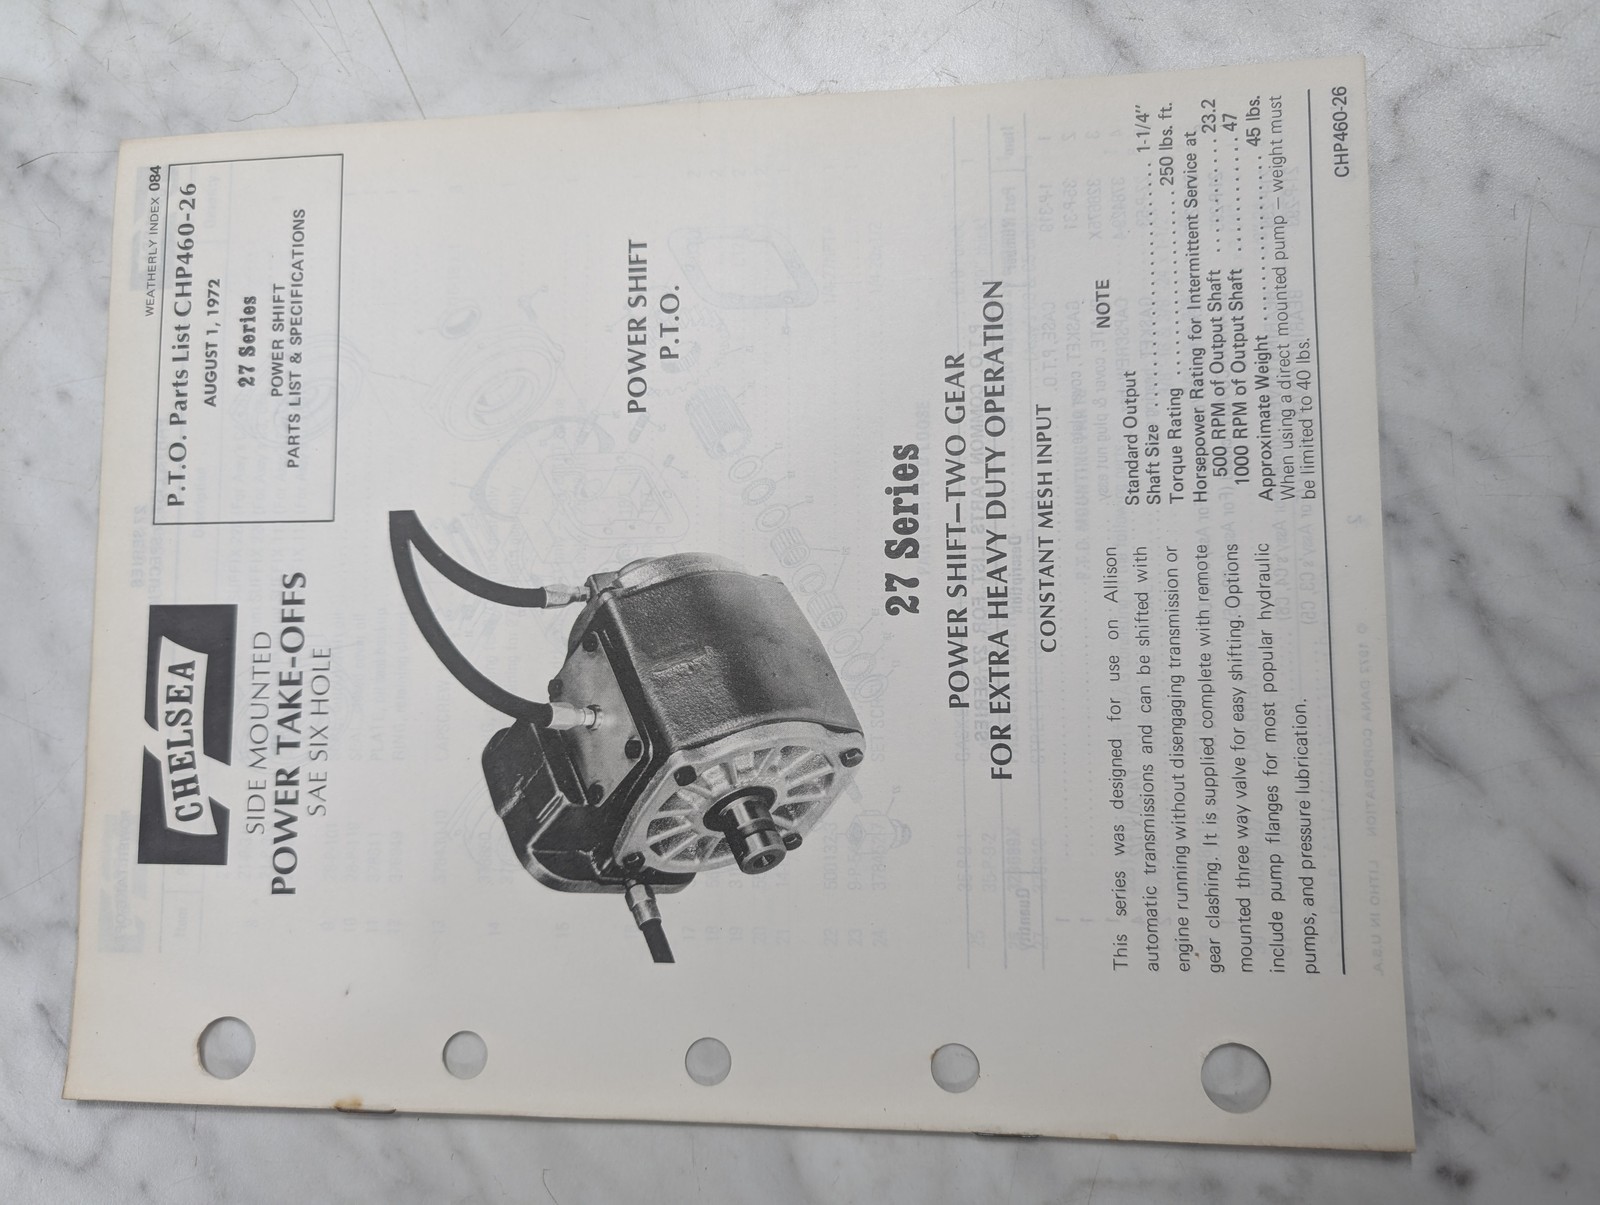 WEATHERLY INDEX 084
CHELSEA
P.T.O. Parts List CHP460-26
AUGUST 1, 1972
27 Series
POWER SHIFT
PARTS LIST & SPECIFICATIONS
SIDE MOUNTED
POWER TAKE-OFFS
SAE SIX HOLE
POWER SHIFT
P.T.O.
27 Series
POWER SHIFT—TWO GEAR
FOR EXTRA HEAVY DUTY OPERATION
CONSTANT MESH INPUT
This series was designed for use on Allison
automatic transmissions and can be shifted with
engine running without disengaging transmission or
gear clashing. It is supplied complete with remote
mounted three way valve for easy shifting. Options
include pump flanges for most popular hydraulic
pumps, and pressure lubrication.
NOTE
Standard Output
Shaft Size . . . . . . . . . . . . . . . . . . . . . . . . 1-1/4"
Torque Rating . . . . . . . . . . . . . . . . . . 250 lbs. ft.
Horsepower Rating for Intermittent Service at
500 RPM of Output Shaft . . . . . . . . . . 23.2
1000 RPM of Output Shaft . . . . . . . . . . 47
Approximate Weight . . . . . . . . . . . . . . . 45 lbs.
When using a direct mounted pump – weight must
be limited to 40 lbs.
CHP460-26